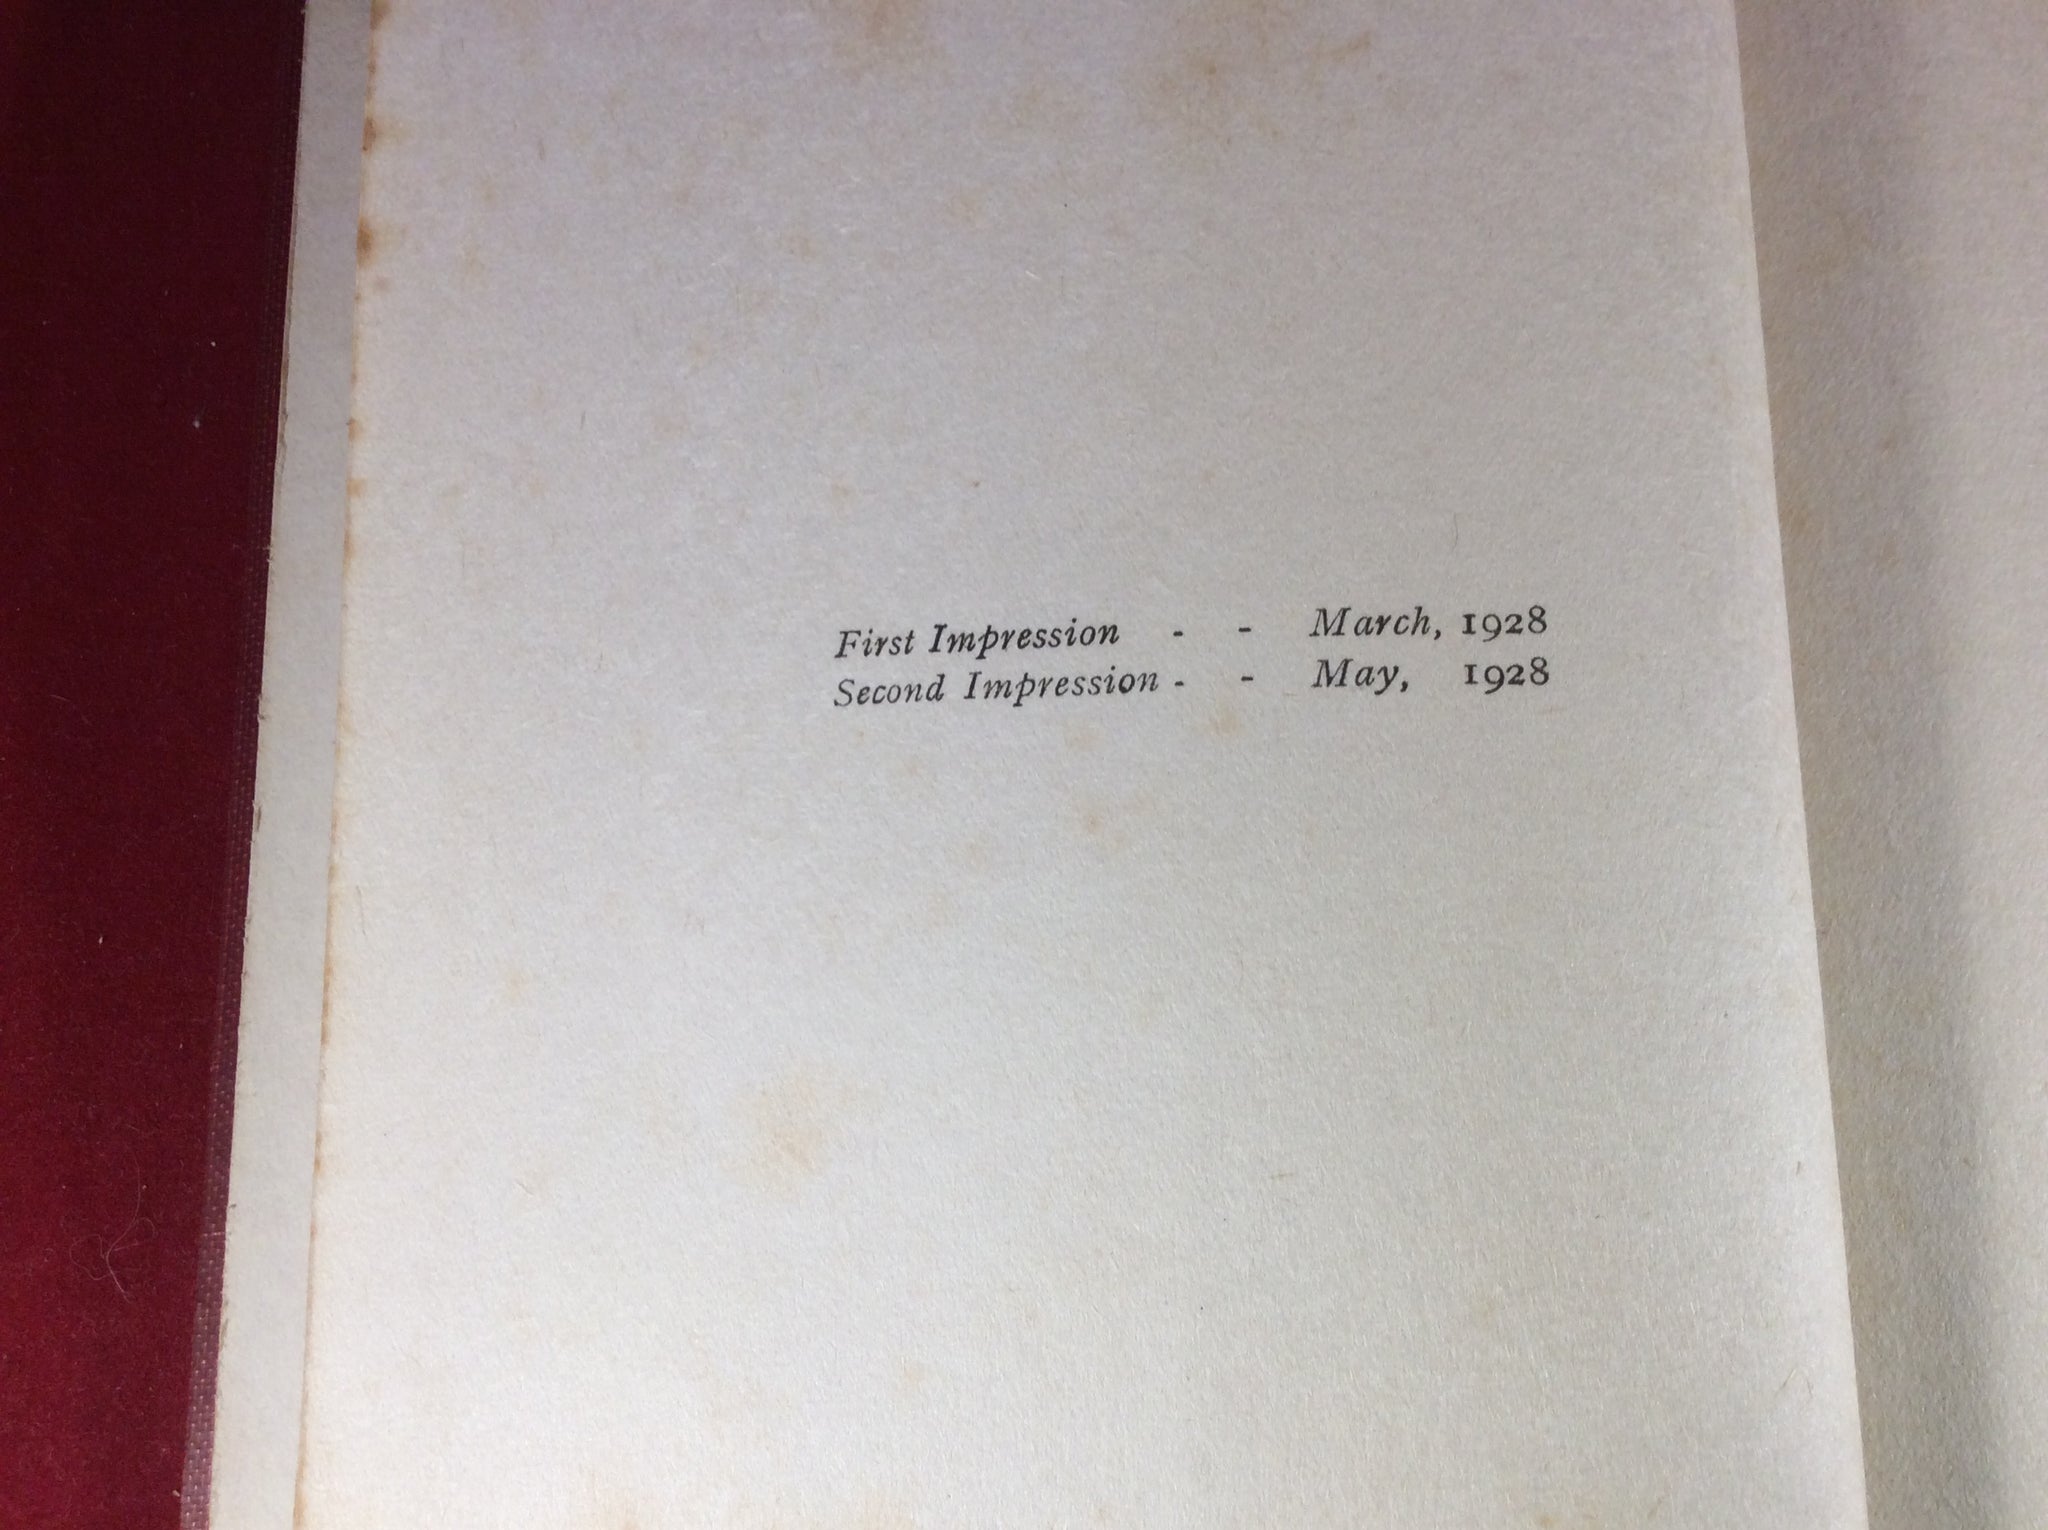 First Impression - - March, 1928
Second Impression - - May, 1928